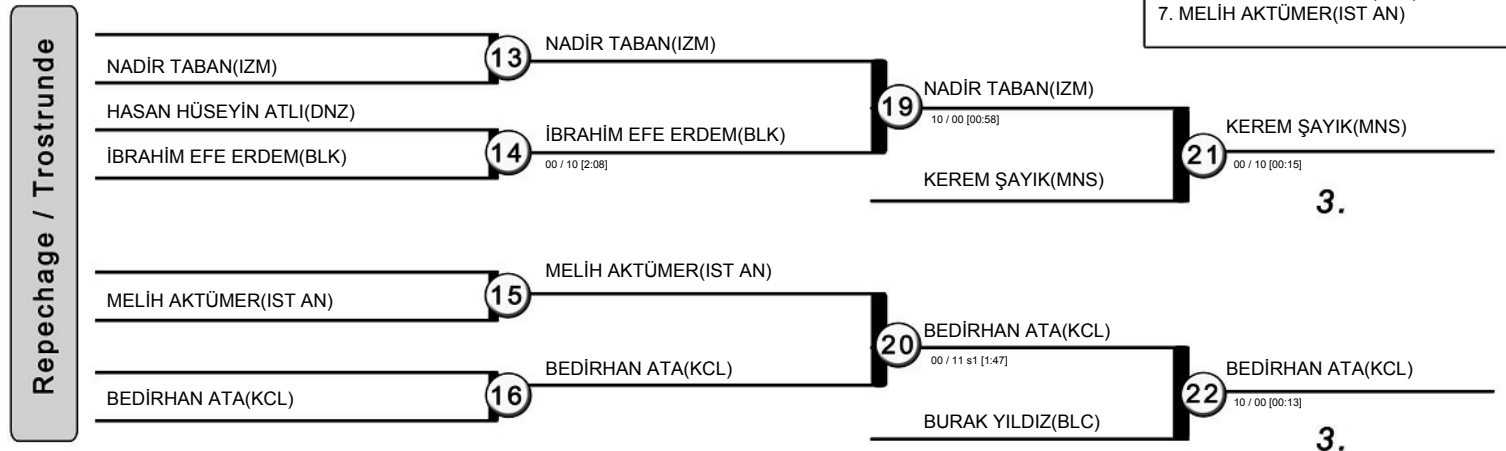 7. MELİH AKTÜMER(IST AN)
Repechage / Trostrunde
NADİR TABAN(IZM)
13
NADİR TABAN(IZM)
HASAN HÜSEYİN ATLI(DNZ)
İBRAHİM EFE ERDEM(BLK)
14
İBRAHİM EFE ERDEM(BLK)
00 / 10 [2:08]
19
NADİR TABAN(IZM)
10 / 00 [00:58]
KEREM ŞAYIK(MNS)
21
KEREM ŞAYIK(MNS)
00 / 10 [00:15]
3.
MELİH AKTÜMER(IST AN)
15
MELİH AKTÜMER(IST AN)
BEDİRHAN ATA(KCL)
16
BEDİRHAN ATA(KCL)
20
BEDİRHAN ATA(KCL)
00 / 11 s1 [1:47]
BURAK YILDIZ(BLC)
22
BEDİRHAN ATA(KCL)
10 / 00 [00:13]
3.